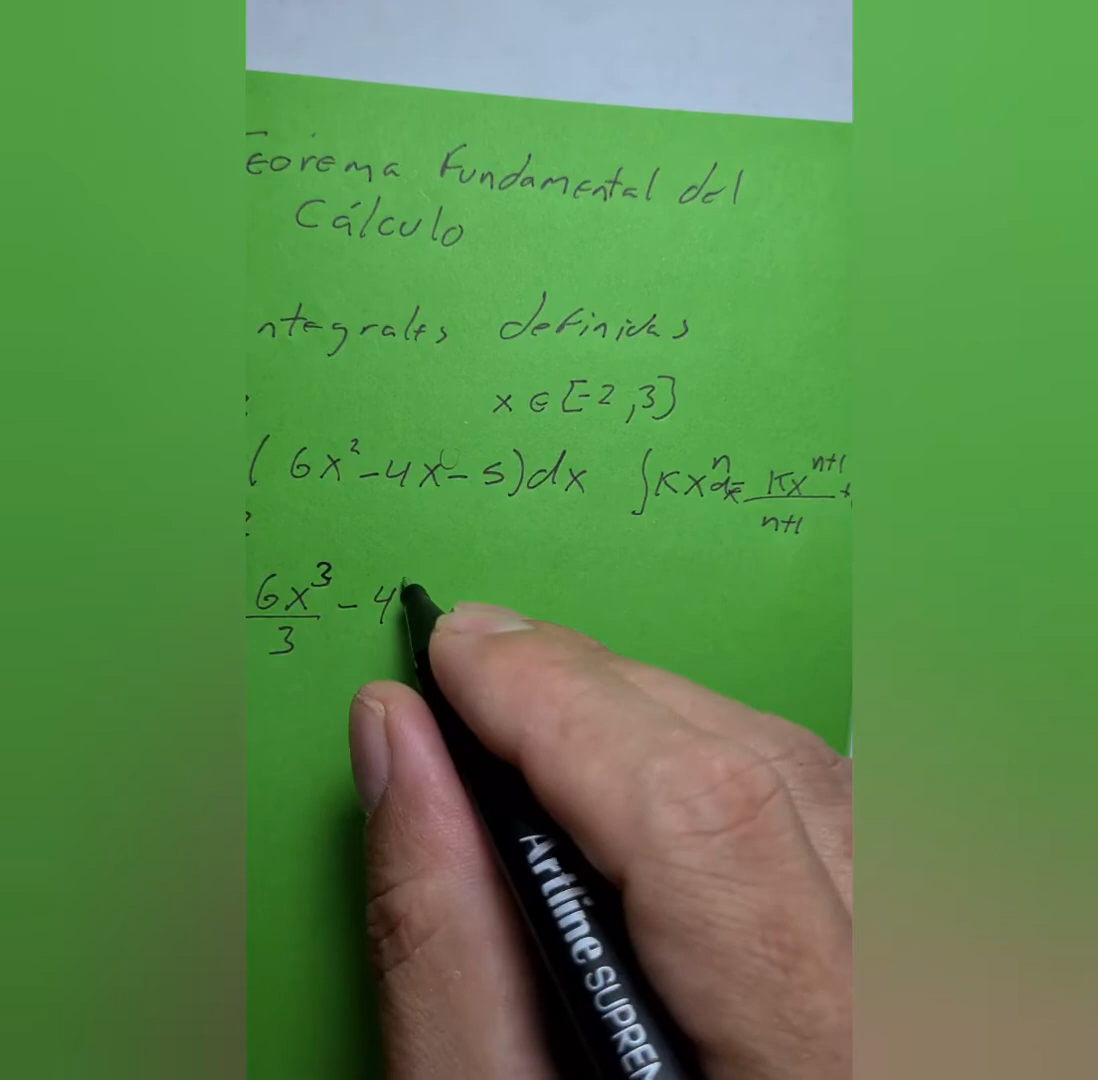 eorema Fundamental del
Cálculo
ntegrales definidas
x ∈ [-2,3]
(6x²-4x-5)dx ∫Kxⁿdx= Kxⁿ⁺¹/n+1 +
6x³/3 - 4
Artline SUPREM